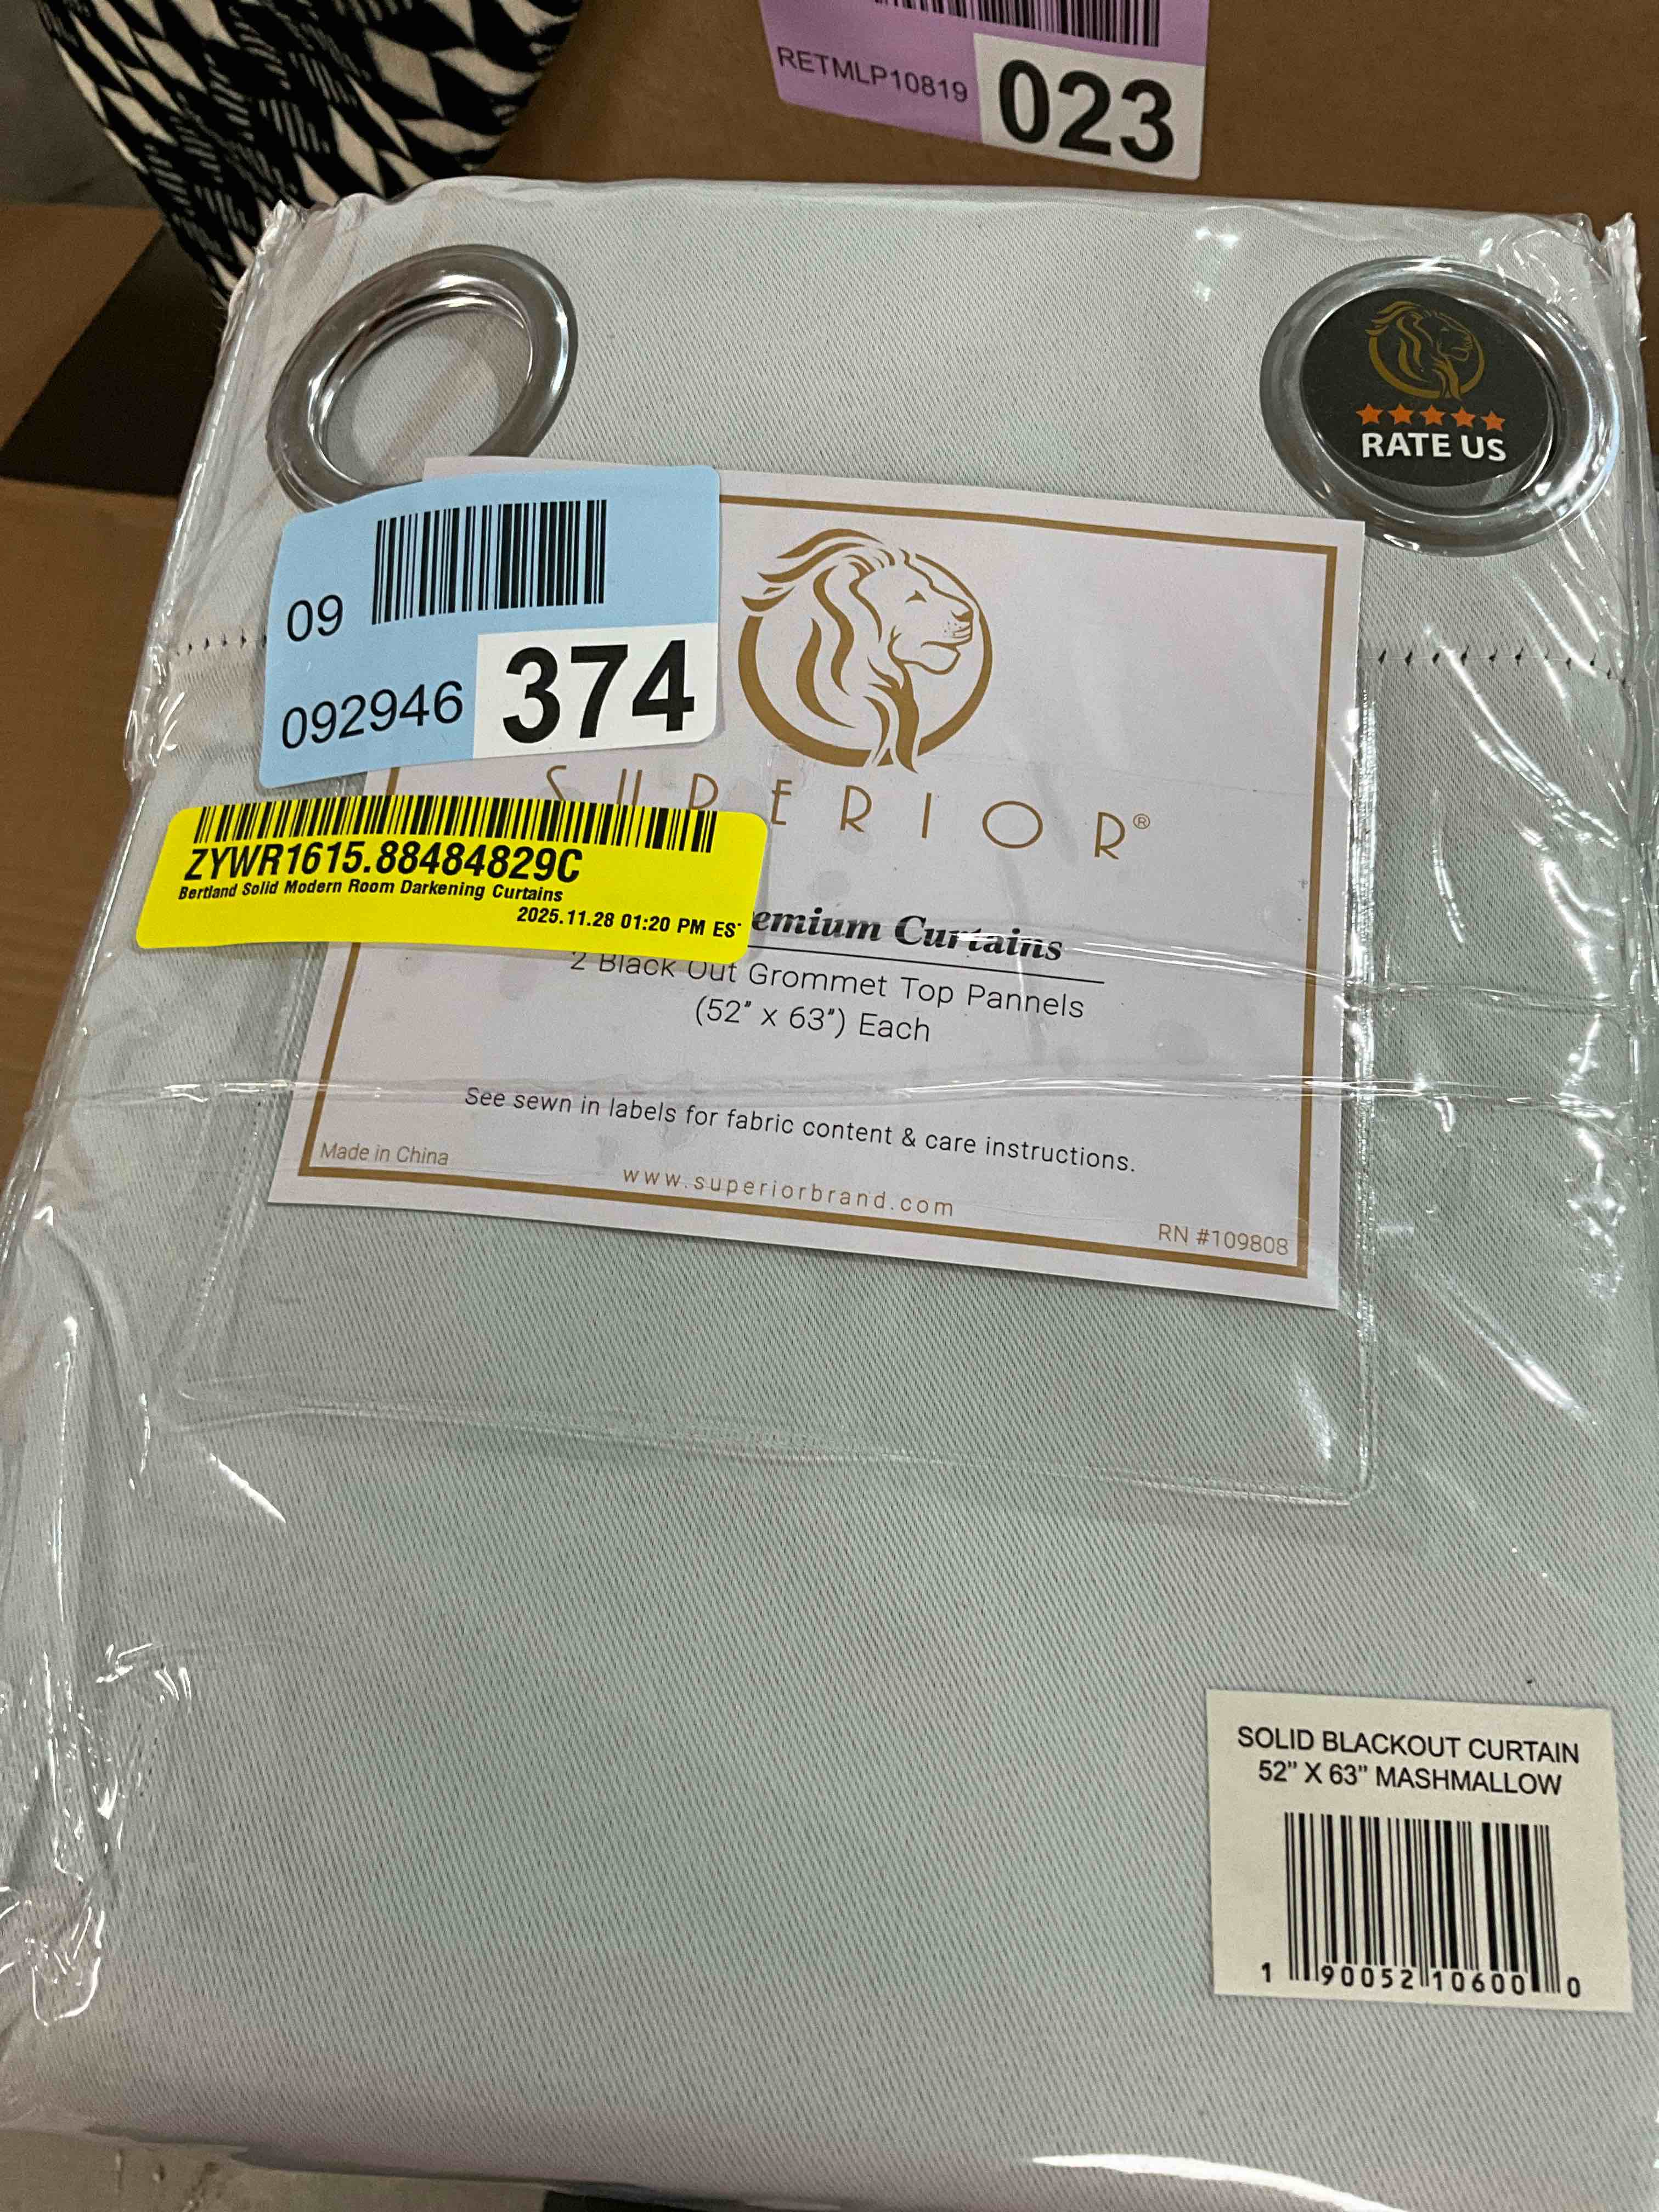 RETMLP10819
023
RATE US
09
092946
374
SUPERIOR®
ZYWR1615.88484829C
Bertland Solid Modern Room Darkening Curtains
2025.11.28 01:20 PM ES
emium Curtains
2 Black Out Grommet Top Pannels
(52" x 63") Each
See sewn in labels for fabric content & care instructions.
Made in China
www.superiorbrand.com
RN #109808
SOLID BLACKOUT CURTAIN
52" X 63" MASHMALLOW
1 90052 10600 0